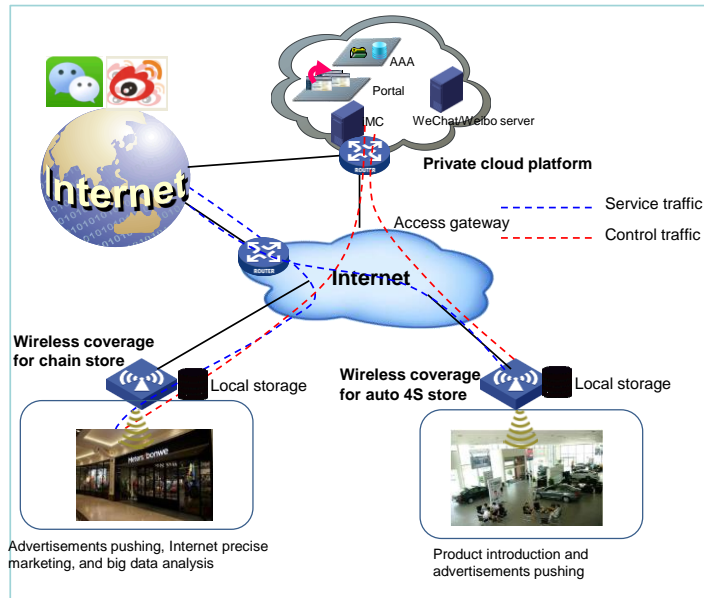 AAA
Portal
MC
WeChat/Weibo server
ROUTER
Private cloud platform
Internet
Access gateway
Service traffic
Control traffic
ROUTER
Internet
Wireless coverage
for chain store
Local storage
Wireless coverage
for auto 4S store
Local storage
Advertisements pushing, Internet precise
marketing, and big data analysis
Product introduction and
advertisements pushing